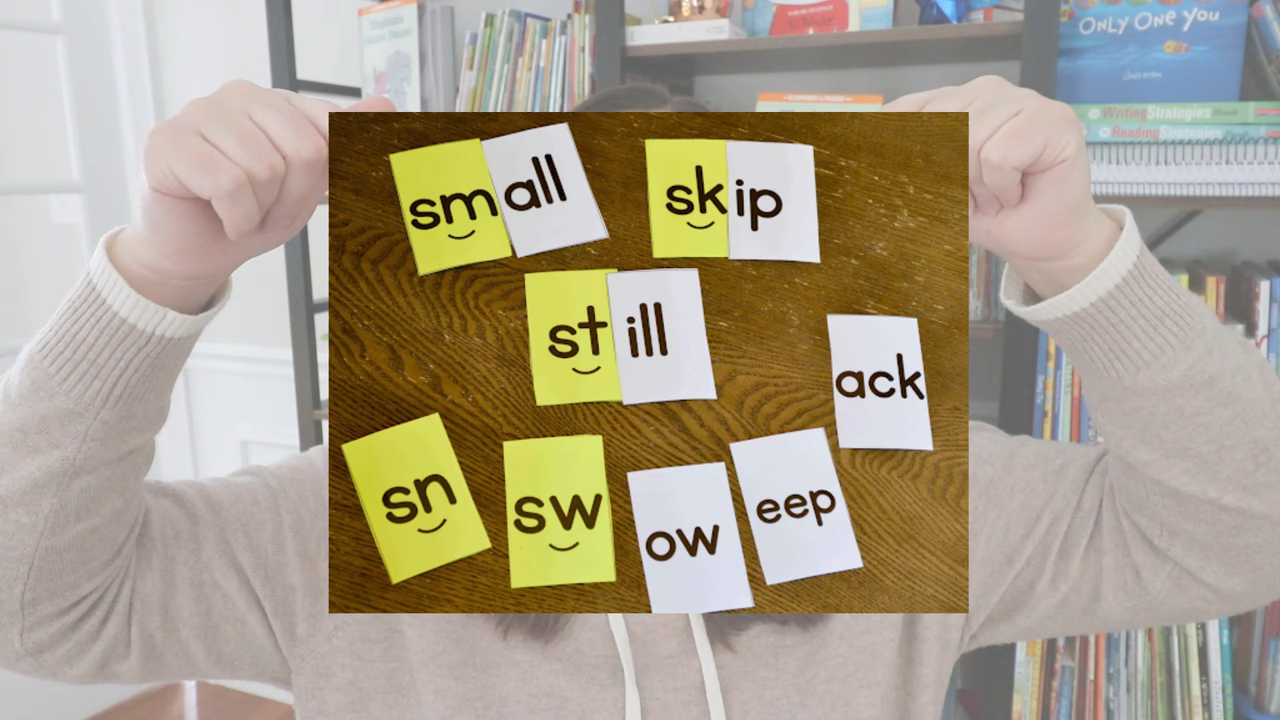 Only One You
Writing Strategies
Reading Strategies
small
skip
still
ack
sn
sw
ow
eep